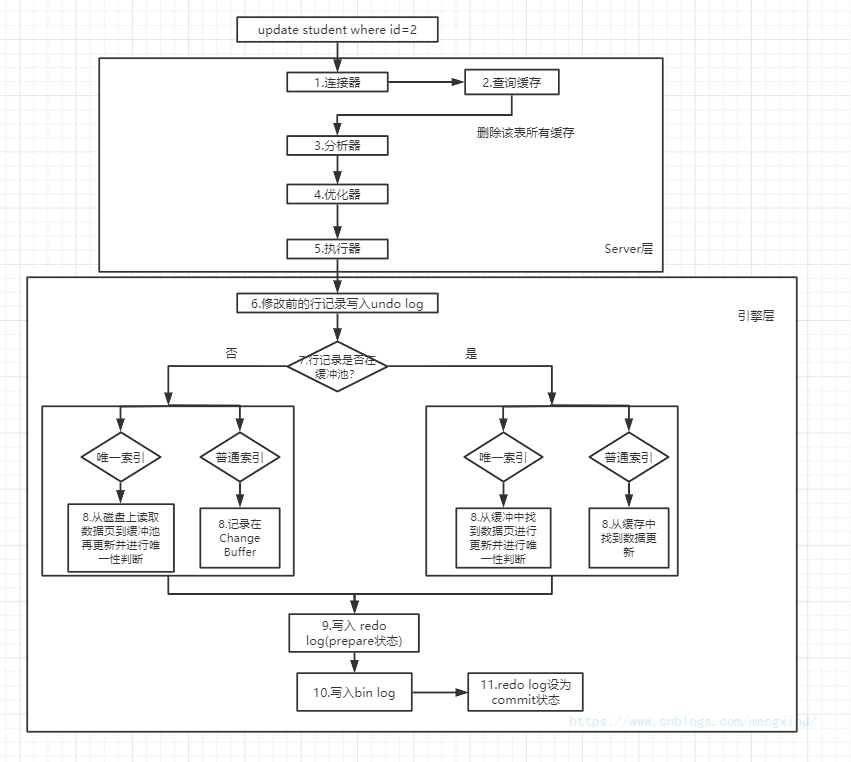 update student where id=2
1.连接器
2.查询缓存
删除该表所有缓存
3.分析器
4.优化器
5.执行器
Server层
6.修改前的行记录写入undo log
引擎层
7.行记录是否在
缓冲池?
否
是
唯一索引
普通索引
唯一索引
普通索引
8.从磁盘上读取
数据页到缓冲池
再更新并进行唯
一性判断
8.记录在
Change
Buffer
8.从缓冲中找
到数据页进行
更新并进行唯
一性判断
8.从缓存中
找到数据更
新
9.写入 redo
log(prepare状态)
10.写入bin log
11.redo log设为
commit状态
https://www.cnblogs.com/mengxinJ/